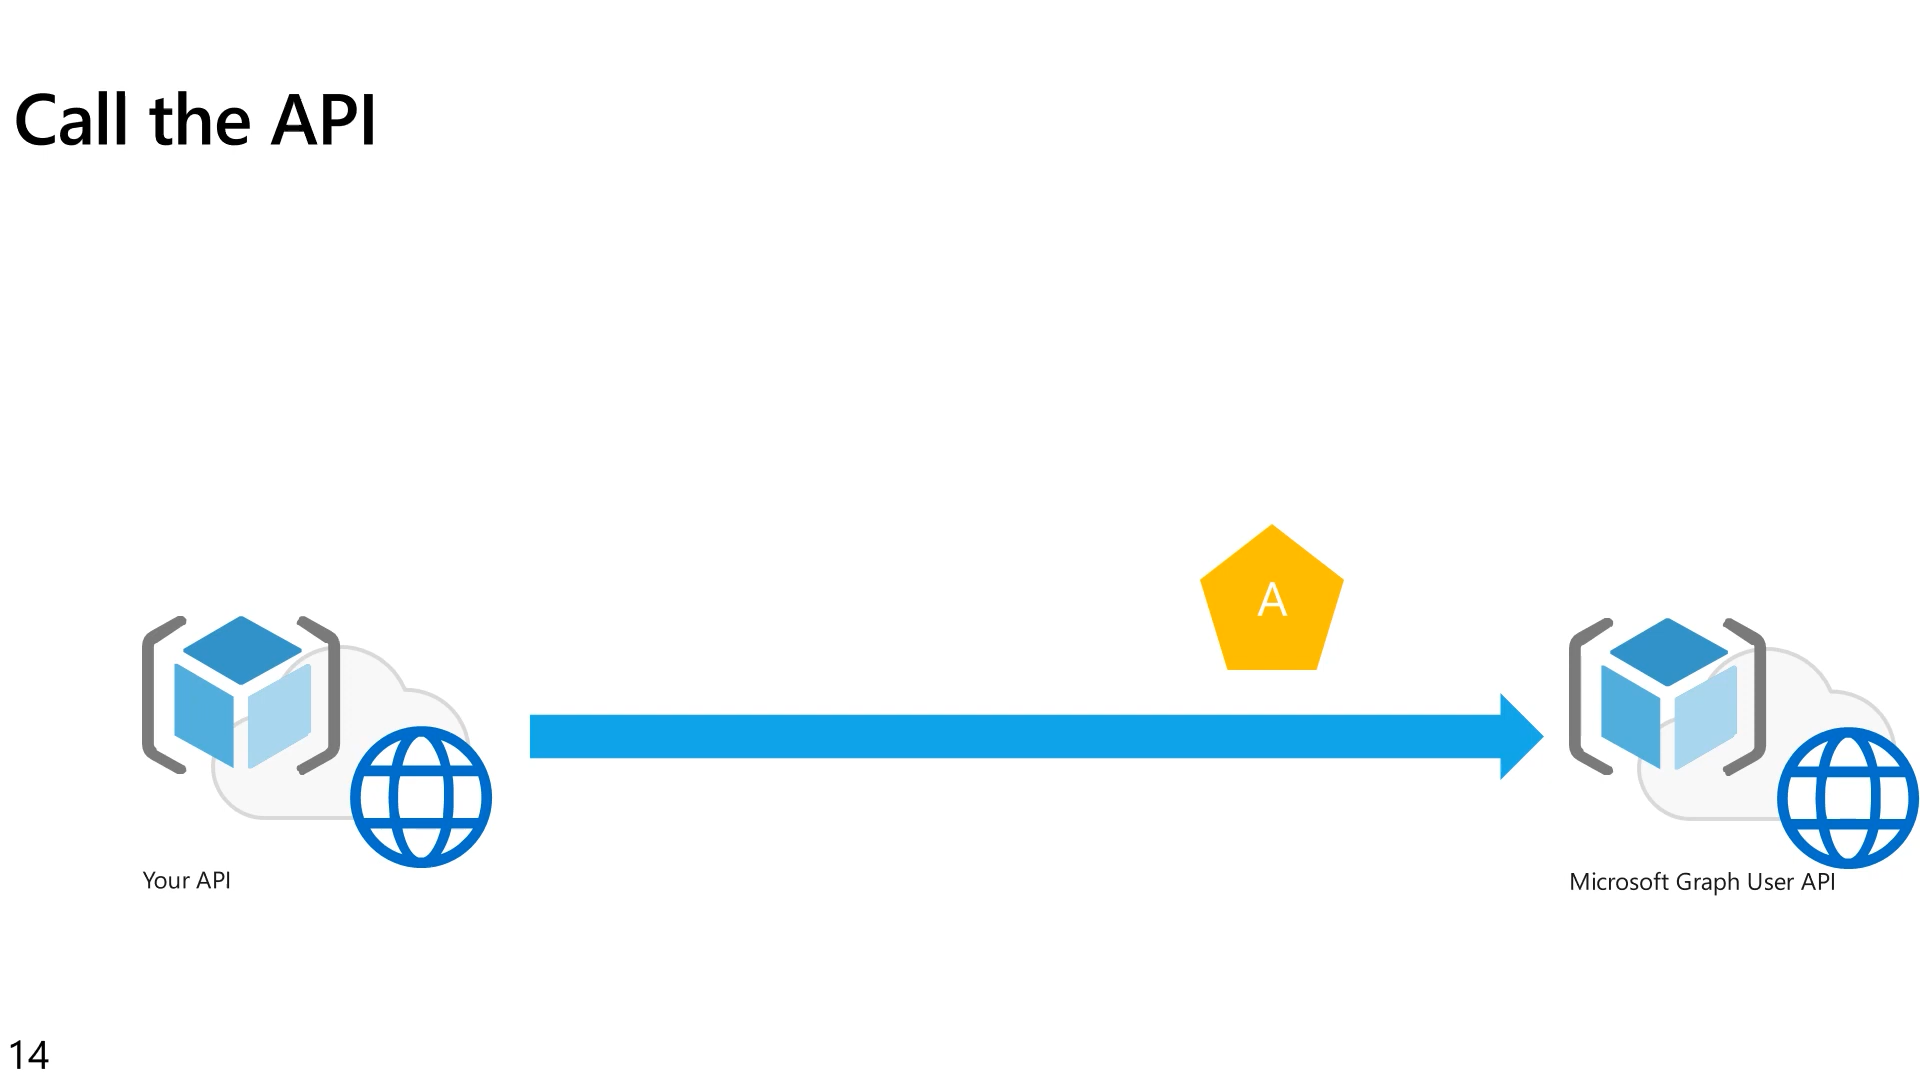 Call the API
A
Your API
Microsoft Graph User API
14